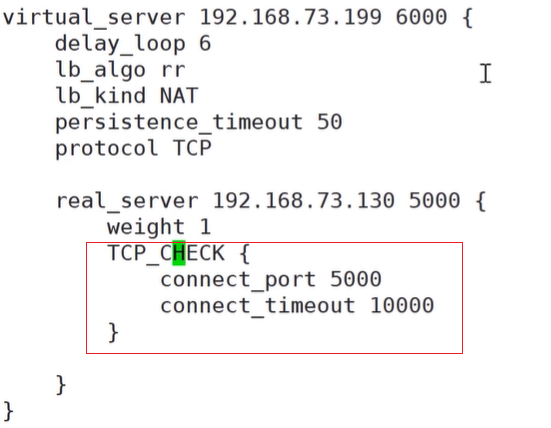 virtual_server 192.168.73.199 6000 {
    delay_loop 6
    lb_algo rr
    lb_kind NAT
    persistence_timeout 50
    protocol TCP
    real_server 192.168.73.130 5000 {
        weight 1
        TCP_CHECK {
            connect_port 5000
            connect_timeout 10000
        }
    }
}